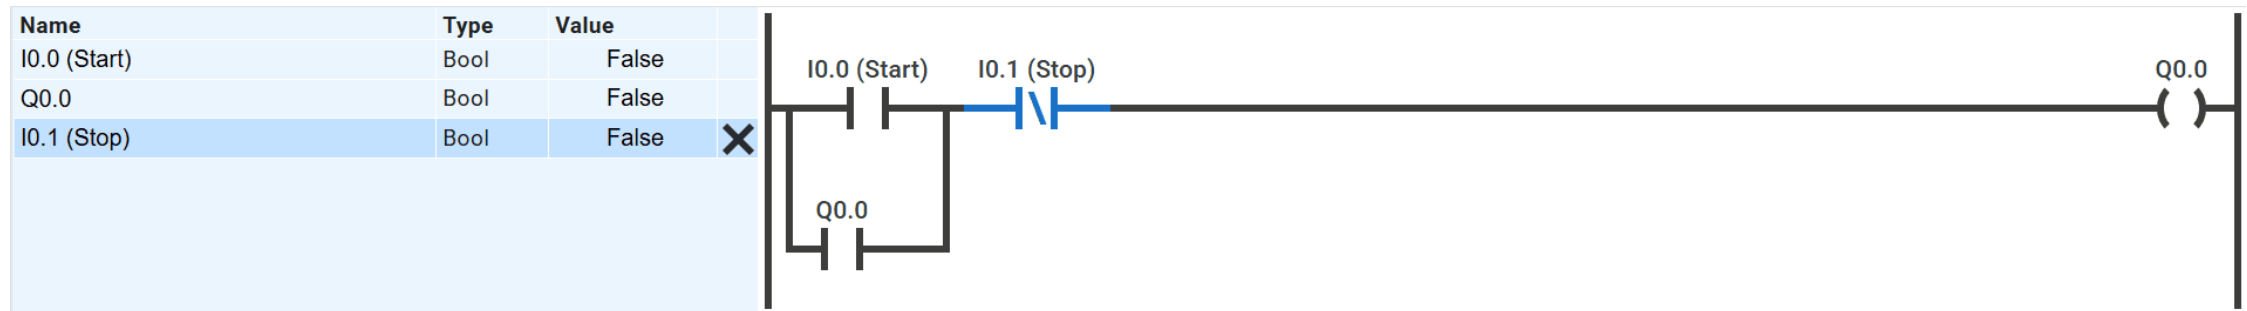 Name Type Value
I0.0 (Start) Bool False
Q0.0 Bool False
I0.1 (Stop) Bool False
I0.0 (Start) I0.1 (Stop) Q0.0
Q0.0